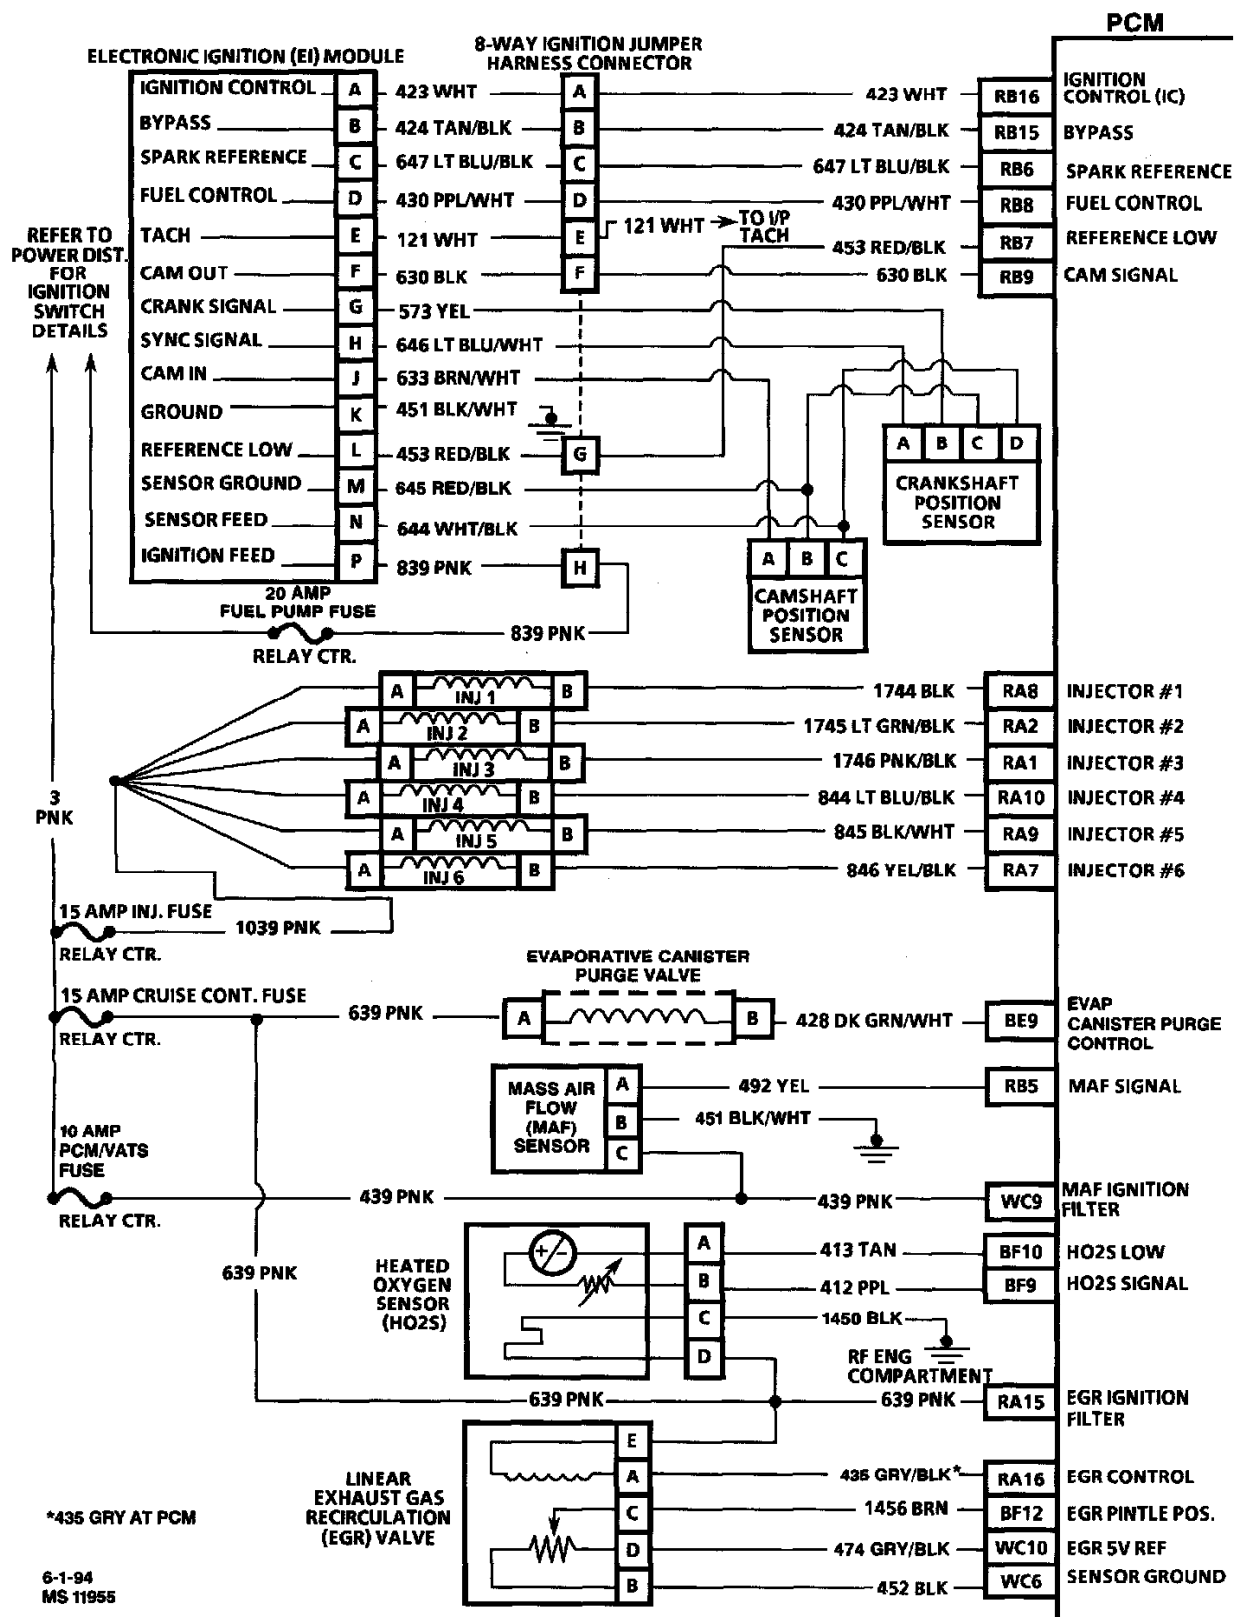 PCM
ELECTRONIC IGNITION (EI) MODULE
8-WAY IGNITION JUMPER
HARNESS CONNECTOR
IGNITION CONTROL A 423 WHT A 423 WHT RB16 IGNITION
CONTROL (IC)
BYPASS B 424 TAN/BLK B 424 TAN/BLK RB15 BYPASS
SPARK REFERENCE C 647 LT BLU/BLK C 647 LT BLU/BLK RB6 SPARK REFERENCE
FUEL CONTROL D 430 PPL/WHT D 430 PPL/WHT RB8 FUEL CONTROL
TACH E 121 WHT E 121 WHT TO I/P
TACH
453 RED/BLK RB7 REFERENCE LOW
CAM OUT F 630 BLK F 630 BLK RB9 CAM SIGNAL
REFER TO
POWER DIST.
FOR
IGNITION
SWITCH
DETAILS
CRANK SIGNAL G 573 YEL
SYNC SIGNAL H 646 LT BLU/WHT
CAM IN J 633 BRN/WHT
GROUND K 451 BLK/WHT
REFERENCE LOW L 453 RED/BLK G
SENSOR GROUND M 645 RED/BLK
SENSOR FEED N 644 WHT/BLK
IGNITION FEED P 839 PNK H
A B C D
CRANKSHAFT
POSITION
SENSOR
A B C
CAMSHAFT
POSITION
SENSOR
20 AMP
FUEL PUMP FUSE
839 PNK
RELAY CTR.
A INJ 1 B 1744 BLK RA8 INJECTOR #1
A INJ 2 B 1745 LT GRN/BLK RA2 INJECTOR #2
A INJ 3 B 1746 PNK/BLK RA1 INJECTOR #3
A INJ 4 B 844 LT BLU/BLK RA10 INJECTOR #4
A INJ 5 B 845 BLK/WHT RA9 INJECTOR #5
A INJ 6 B 846 YEL/BLK RA7 INJECTOR #6
3
PNK
15 AMP INJ. FUSE
1039 PNK
RELAY CTR.
EVAPORATIVE CANISTER
PURGE VALVE
15 AMP CRUISE CONT. FUSE
639 PNK A B 428 DK GRN/WHT BE9 EVAP
CANISTER PURGE
CONTROL
RELAY CTR.
MASS AIR
FLOW
(MAF)
SENSOR
A 492 YEL RB5 MAF SIGNAL
B 451 BLK/WHT
C
10 AMP
PCM/VATS
FUSE
439 PNK 439 PNK WC9 MAF IGNITION
FILTER
RELAY CTR.
639 PNK
HEATED
OXYGEN
SENSOR
(HO2S)
+/-
A 413 TAN BF10 HO2S LOW
B 412 PPL BF9 HO2S SIGNAL
C 1450 BLK
D
RF ENG
COMPARTMENT
639 PNK 639 PNK RA15 EGR IGNITION
FILTER
LINEAR
EXHAUST GAS
RECIRCULATION
(EGR) VALVE
E
A 435 GRY/BLK* RA16 EGR CONTROL
C 1456 BRN BF12 EGR PINTLE POS.
D 474 GRY/BLK WC10 EGR 5V REF
B 452 BLK WC6 SENSOR GROUND
*435 GRY AT PCM
6-1-94
MS 11955